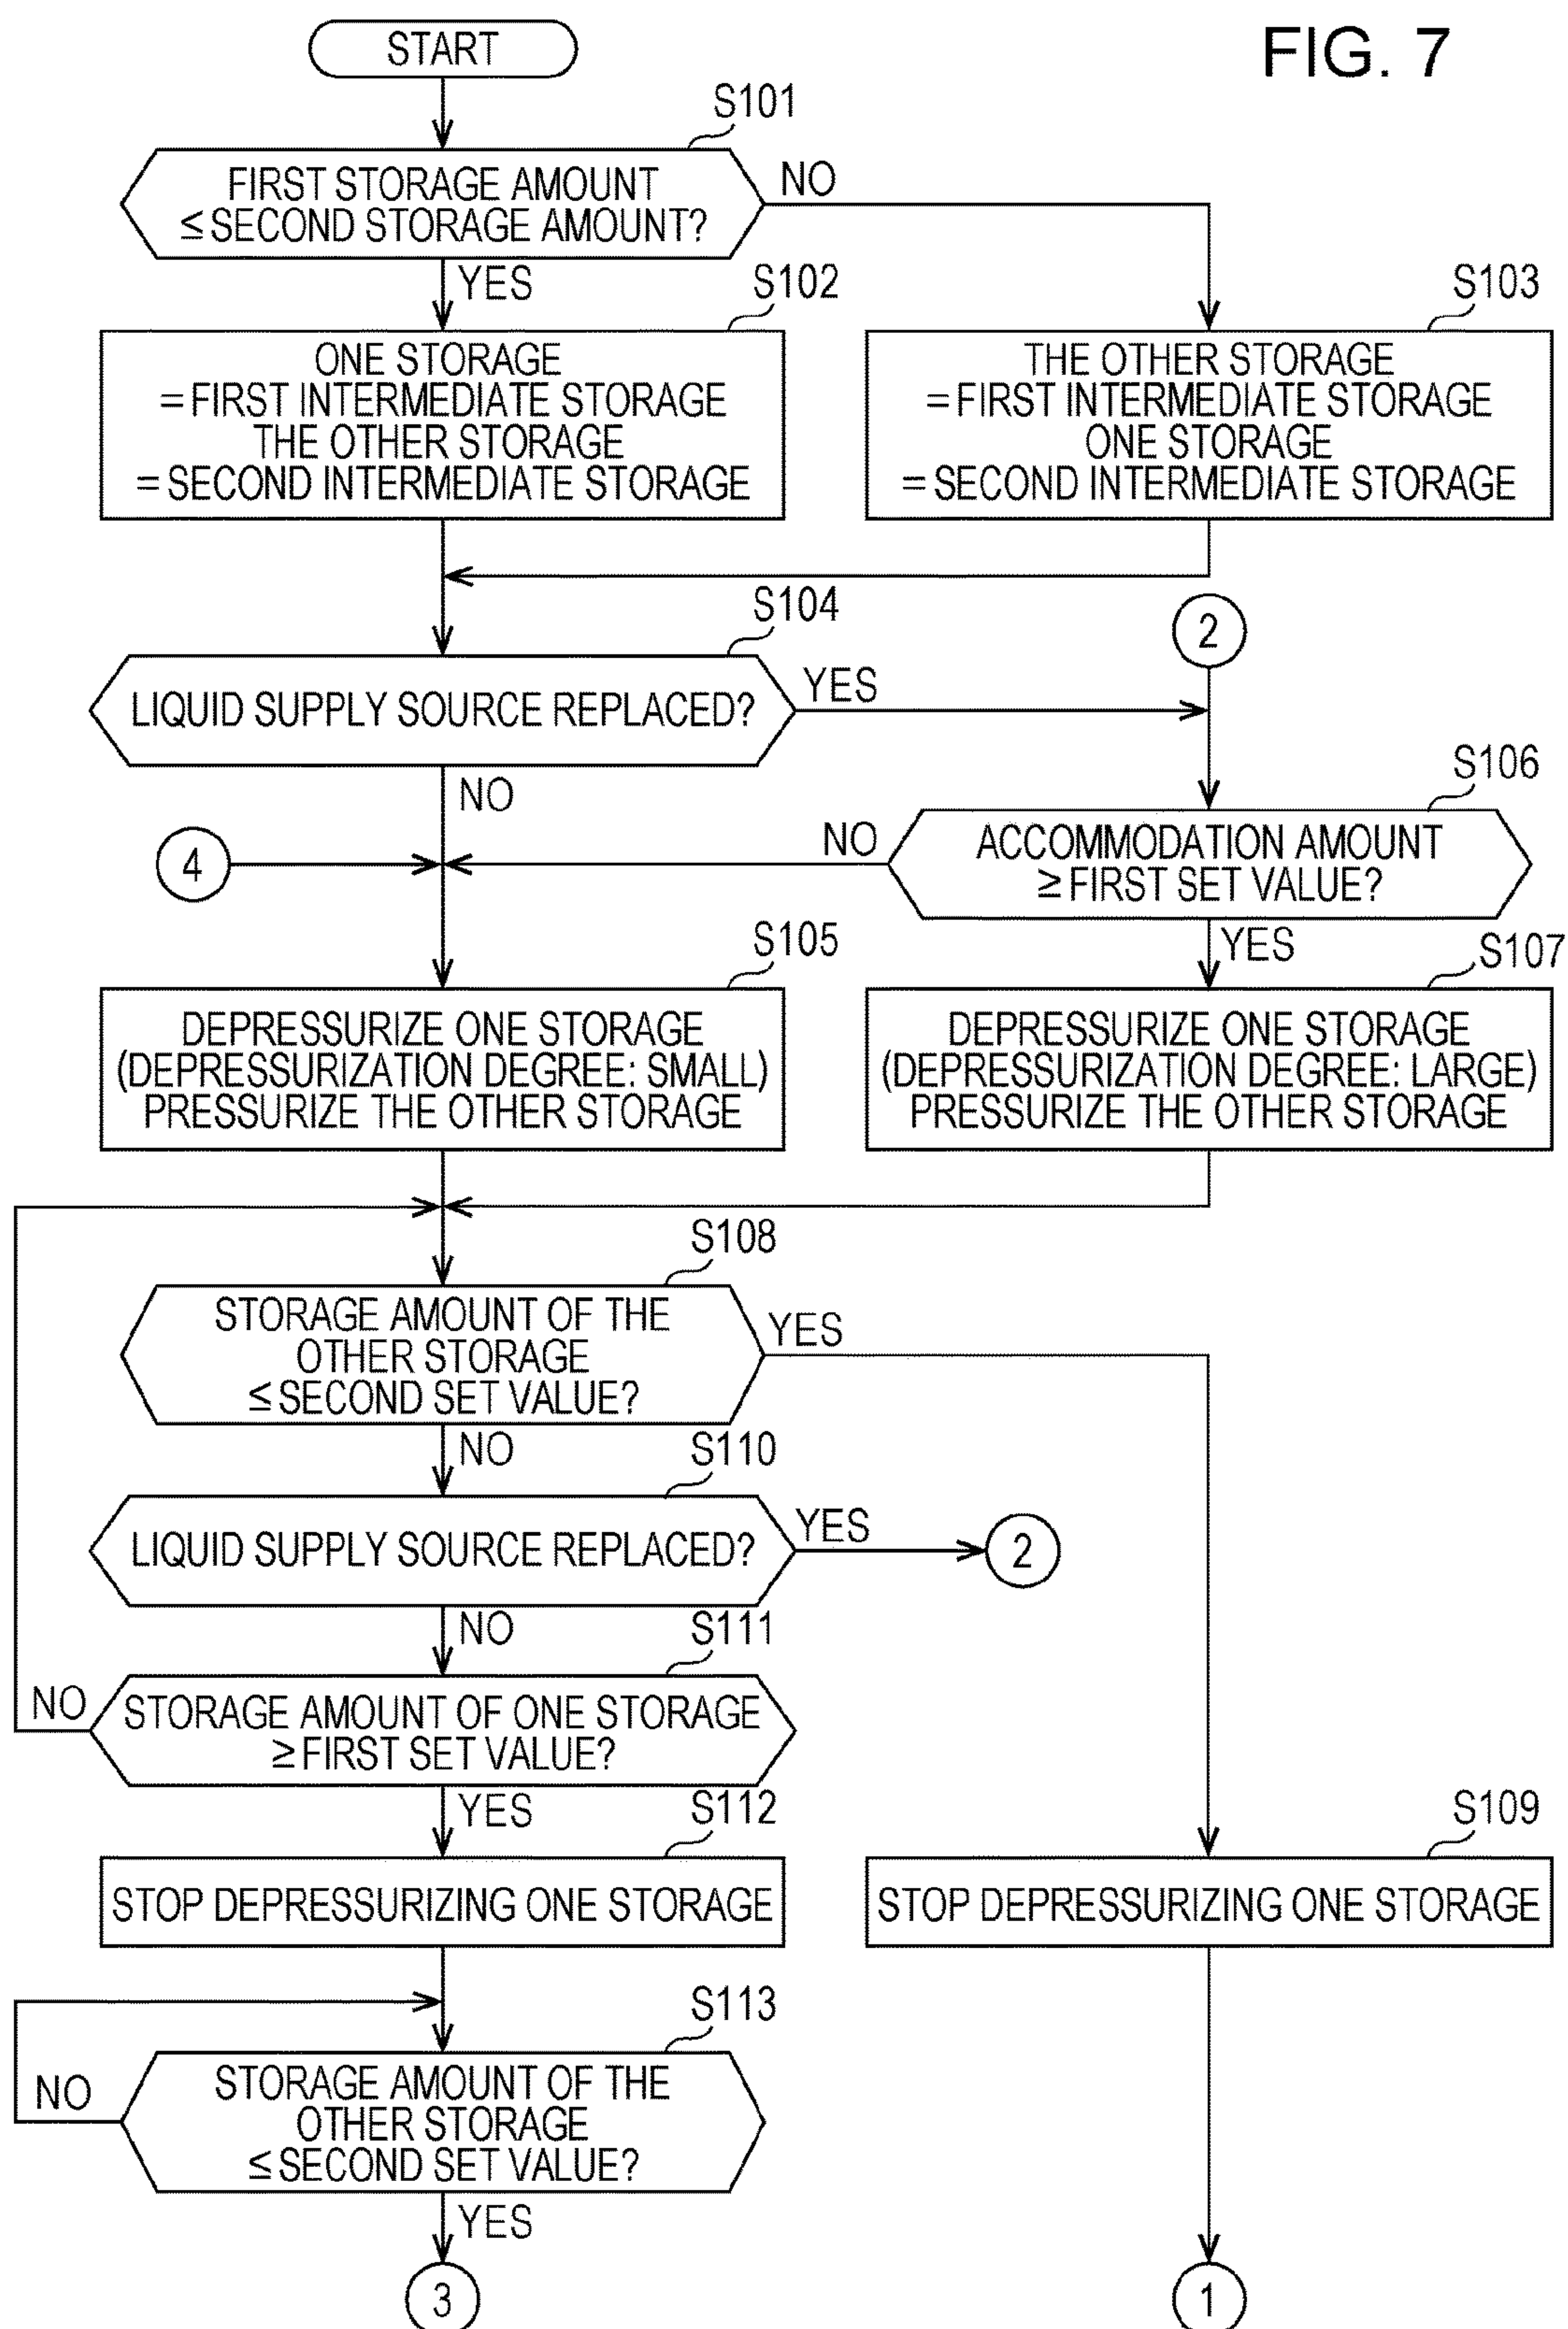 FIG. 7
START
S101
FIRST STORAGE AMOUNT
≤ SECOND STORAGE AMOUNT?
NO
YES
S102
ONE STORAGE
= FIRST INTERMEDIATE STORAGE
THE OTHER STORAGE
= SECOND INTERMEDIATE STORAGE
S103
THE OTHER STORAGE
= FIRST INTERMEDIATE STORAGE
ONE STORAGE
= SECOND INTERMEDIATE STORAGE
S104
LIQUID SUPPLY SOURCE REPLACED?
YES
NO
2
S106
ACCOMMODATION AMOUNT
≥ FIRST SET VALUE?
NO
YES
4
S105
DEPRESSURIZE ONE STORAGE
(DEPRESSURIZATION DEGREE: SMALL)
PRESSURIZE THE OTHER STORAGE
S107
DEPRESSURIZE ONE STORAGE
(DEPRESSURIZATION DEGREE: LARGE)
PRESSURIZE THE OTHER STORAGE
S108
STORAGE AMOUNT OF THE
OTHER STORAGE
≤ SECOND SET VALUE?
YES
NO
S110
LIQUID SUPPLY SOURCE REPLACED?
YES
2
NO
S111
STORAGE AMOUNT OF ONE STORAGE
≥ FIRST SET VALUE?
NO
YES
S112
STOP DEPRESSURIZING ONE STORAGE
S109
STOP DEPRESSURIZING ONE STORAGE
S113
STORAGE AMOUNT OF THE
OTHER STORAGE
≤ SECOND SET VALUE?
NO
YES
3
1